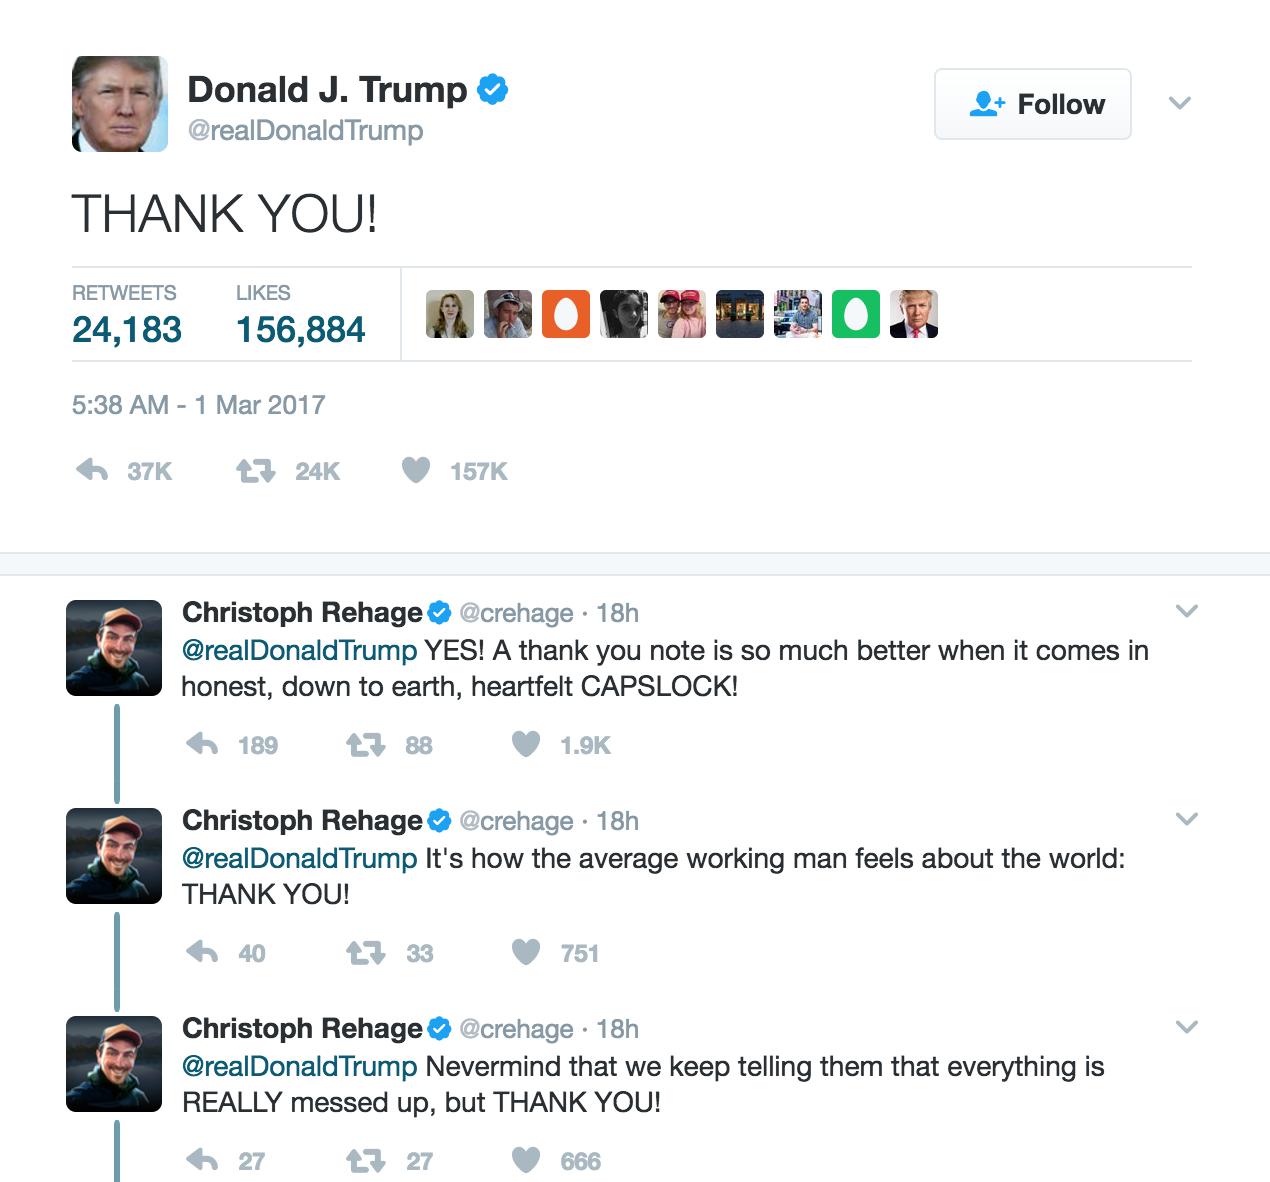 Donald J. Trump
@realDonaldTrump
Follow
THANK YOU!
RETWEETS LIKES
24,183 156,884
5:38 AM - 1 Mar 2017
37K 24K 157K
Christoph Rehage @crehage · 18h
@realDonaldTrump YES! A thank you note is so much better when it comes in
honest, down to earth, heartfelt CAPSLOCK!
189 88 1.9K
Christoph Rehage @crehage · 18h
@realDonaldTrump It's how the average working man feels about the world:
THANK YOU!
40 33 751
Christoph Rehage @crehage · 18h
@realDonaldTrump Nevermind that we keep telling them that everything is
REALLY messed up, but THANK YOU!
27 27 666